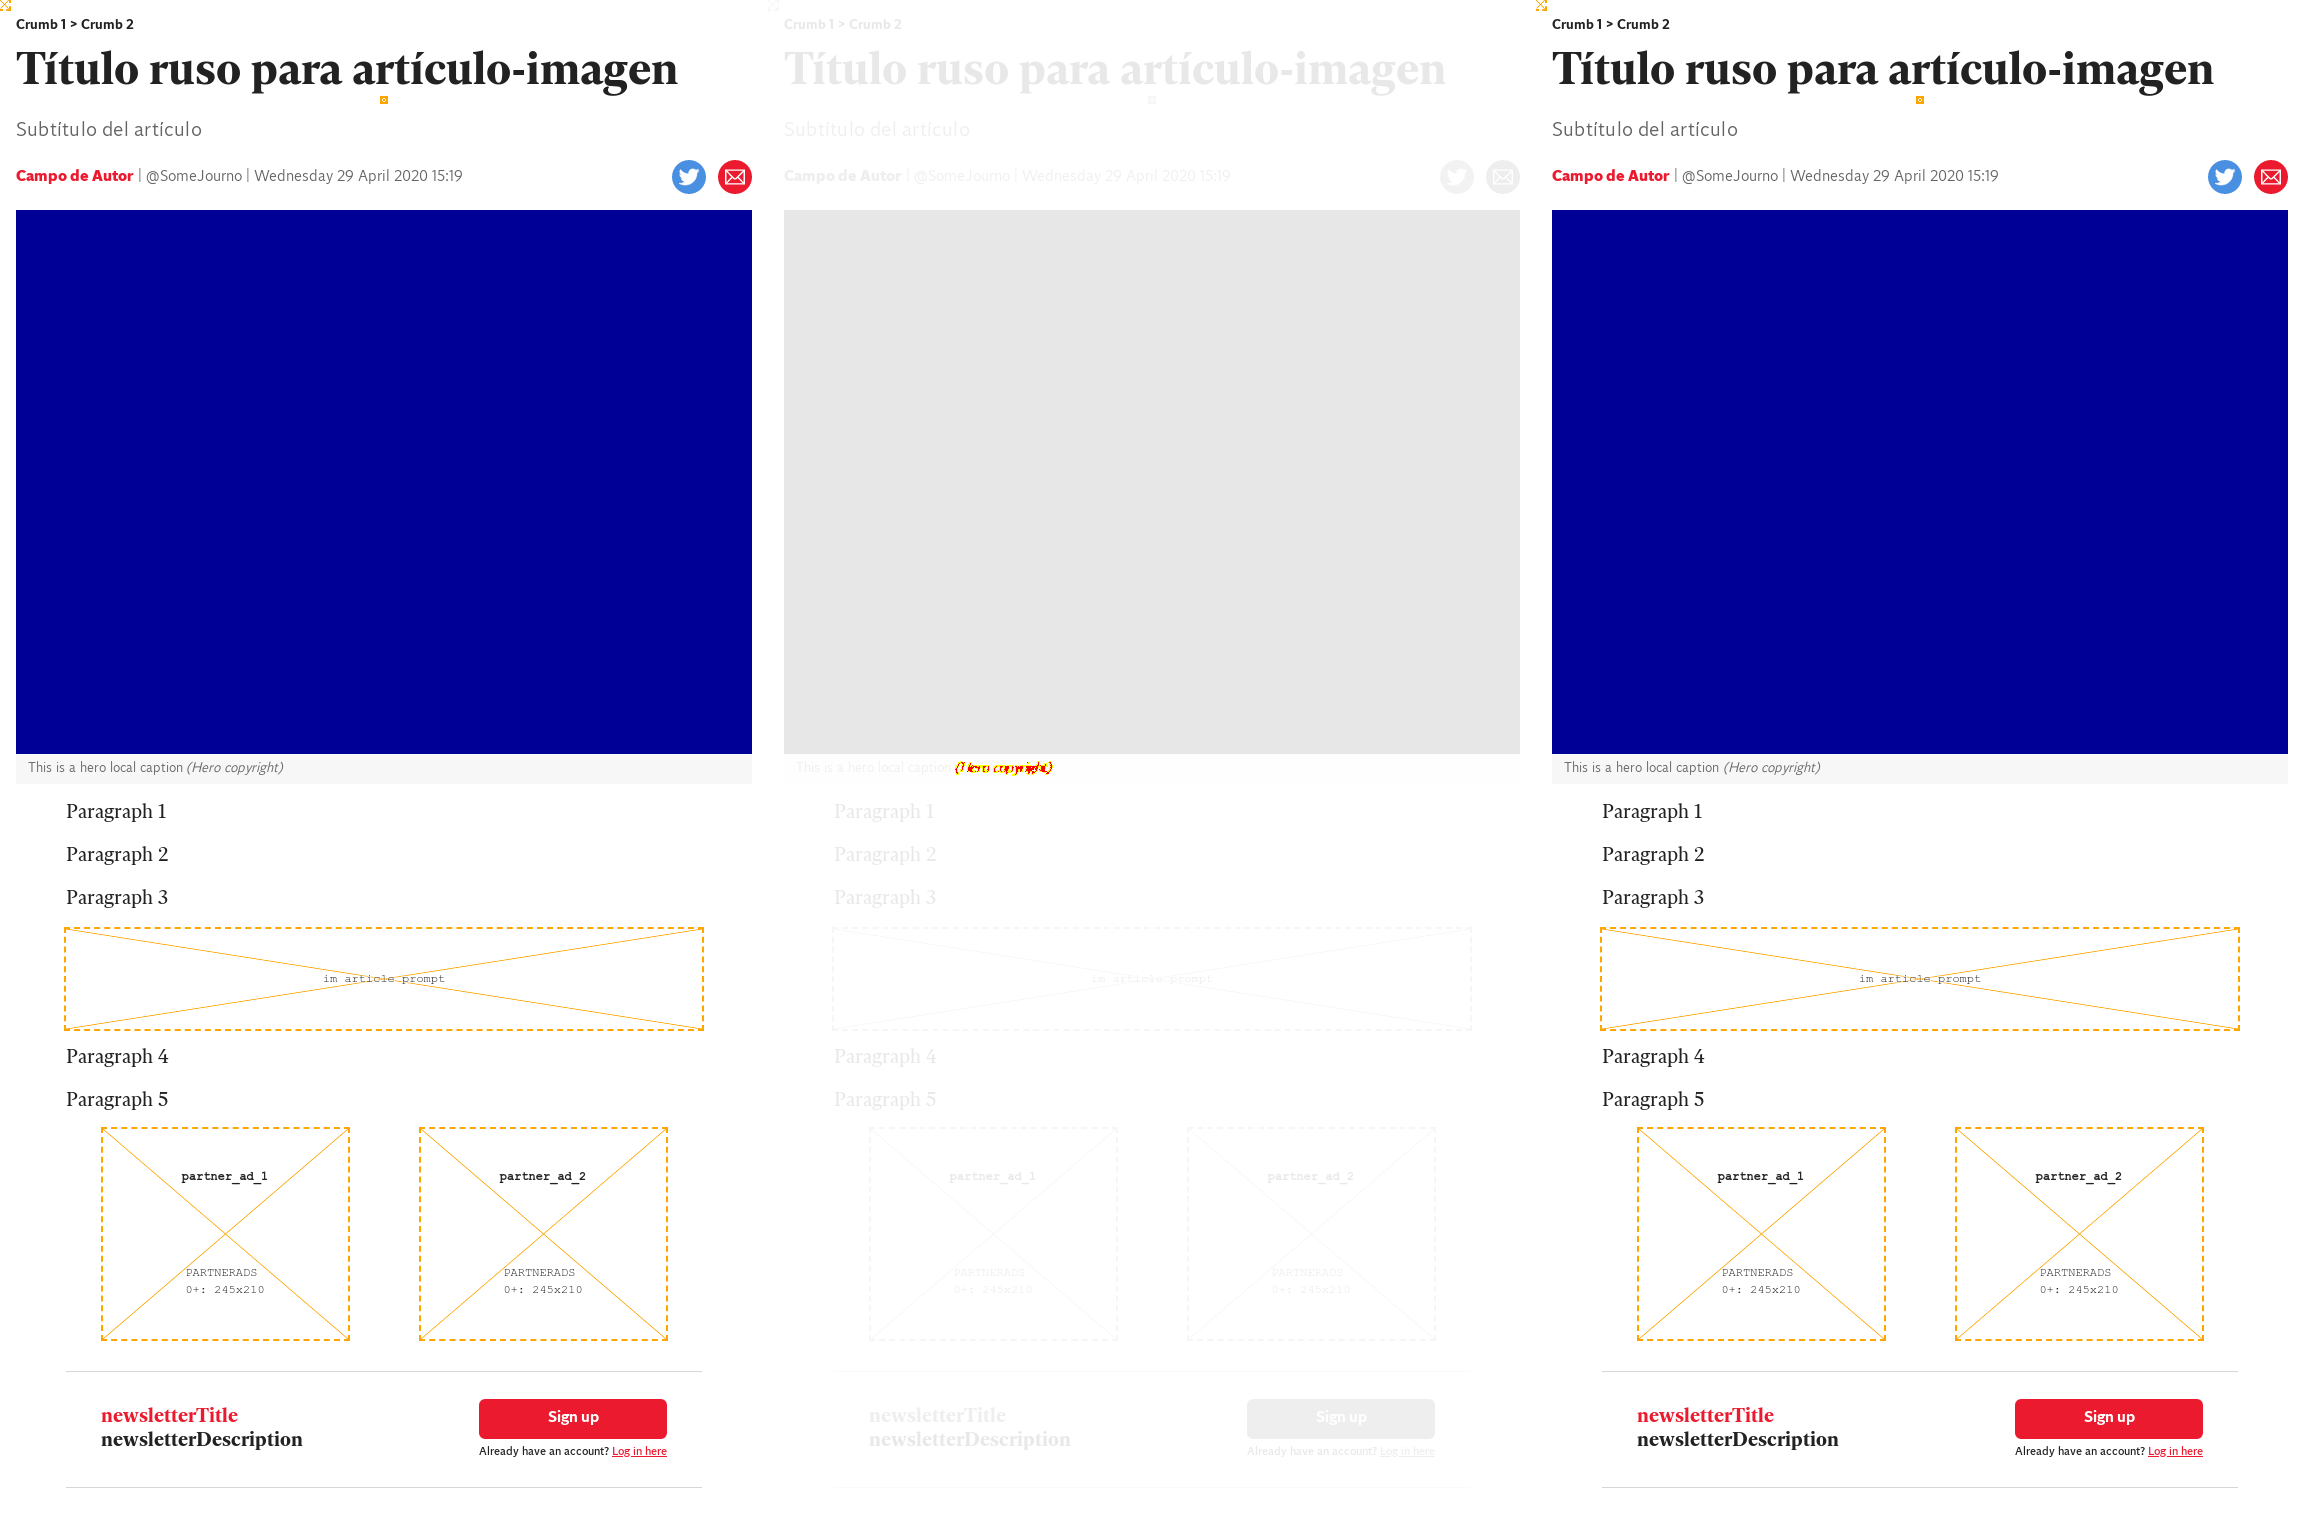 Crumb 1 > Crumb 2
Título ruso para artículo-imagen
Subtítulo del artículo
Campo de Autor | @SomeJourno | Wednesday 29 April 2020 15:19
This is a hero local caption (Hero copyright)
Paragraph 1
Paragraph 2
Paragraph 3
im article prompt
Paragraph 4
Paragraph 5
partner_ad_1
PARTNERADS
0+: 245x210
partner_ad_2
PARTNERADS
0+: 245x210
newsletterTitle
newsletterDescription
Sign up
Already have an account? Log in here
Crumb 1 > Crumb 2
Título ruso para artículo-imagen
Subtítulo del artículo
Campo de Autor | @SomeJourno | Wednesday 29 April 2020 15:19
This is a hero local caption (Hero copyright)
Paragraph 1
Paragraph 2
Paragraph 3
im article prompt
Paragraph 4
Paragraph 5
partner_ad_1
PARTNERADS
0+: 245x210
partner_ad_2
PARTNERADS
0+: 245x210
newsletterTitle
newsletterDescription
Sign up
Already have an account? Log in here
Crumb 1 > Crumb 2
Título ruso para artículo-imagen
Subtítulo del artículo
Campo de Autor | @SomeJourno | Wednesday 29 April 2020 15:19
This is a hero local caption (Hero copyright)
Paragraph 1
Paragraph 2
Paragraph 3
im article prompt
Paragraph 4
Paragraph 5
partner_ad_1
PARTNERADS
0+: 245x210
partner_ad_2
PARTNERADS
0+: 245x210
newsletterTitle
newsletterDescription
Sign up
Already have an account? Log in here